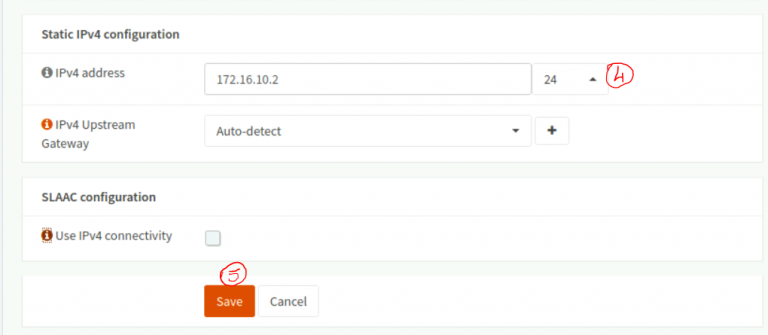 Static IPv4 configuration
IPv4 address
172.16.10.2
24
4
IPv4 Upstream
Gateway
Auto-detect
+
SLAAC configuration
Use IPv4 connectivity
5
Save
Cancel